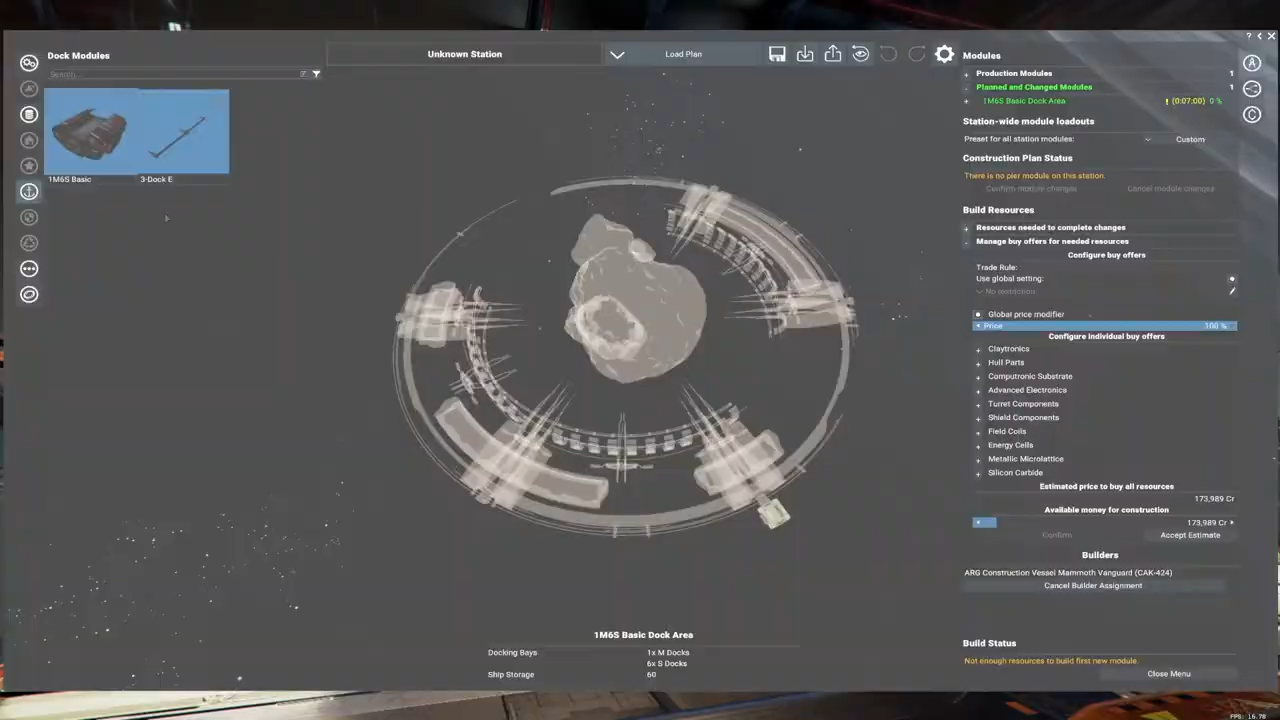 Dock Modules
Search...
1M6S Basic
3-Dock E
Unknown Station
Load Plan
? < X
Modules
+ Production Modules 1
- Planned and Changed Modules 1
+ 1M6S Basic Dock Area ! (0:07:00) 0 %
Station-wide module loadouts
Preset for all station modules: Custom
Construction Plan Status
There is no pier module on this station.
Confirm module changes Cancel module changes
Build Resources
+ Resources needed to complete changes
- Manage buy offers for needed resources
Configure buy offers
Trade Rule:
Use global setting:
No restriction
Global price modifier
Price 100 %
Configure individual buy offers
+ Claytronics
+ Hull Parts
+ Computronic Substrate
+ Advanced Electronics
+ Turret Components
+ Shield Components
+ Field Coils
+ Energy Cells
+ Metallic Microlattice
+ Silicon Carbide
Estimated price to buy all resources
173,989 Cr
Available money for construction
173,989 Cr
Confirm Accept Estimate
Builders
ARG Construction Vessel Mammoth Vanguard (CAK-424)
Cancel Builder Assignment
Build Status
Not enough resources to build first new module.
Close Menu
A
C
1M6S Basic Dock Area
Docking Bays 1x M Docks
6x S Docks
Ship Storage 60
FPS: 16.78